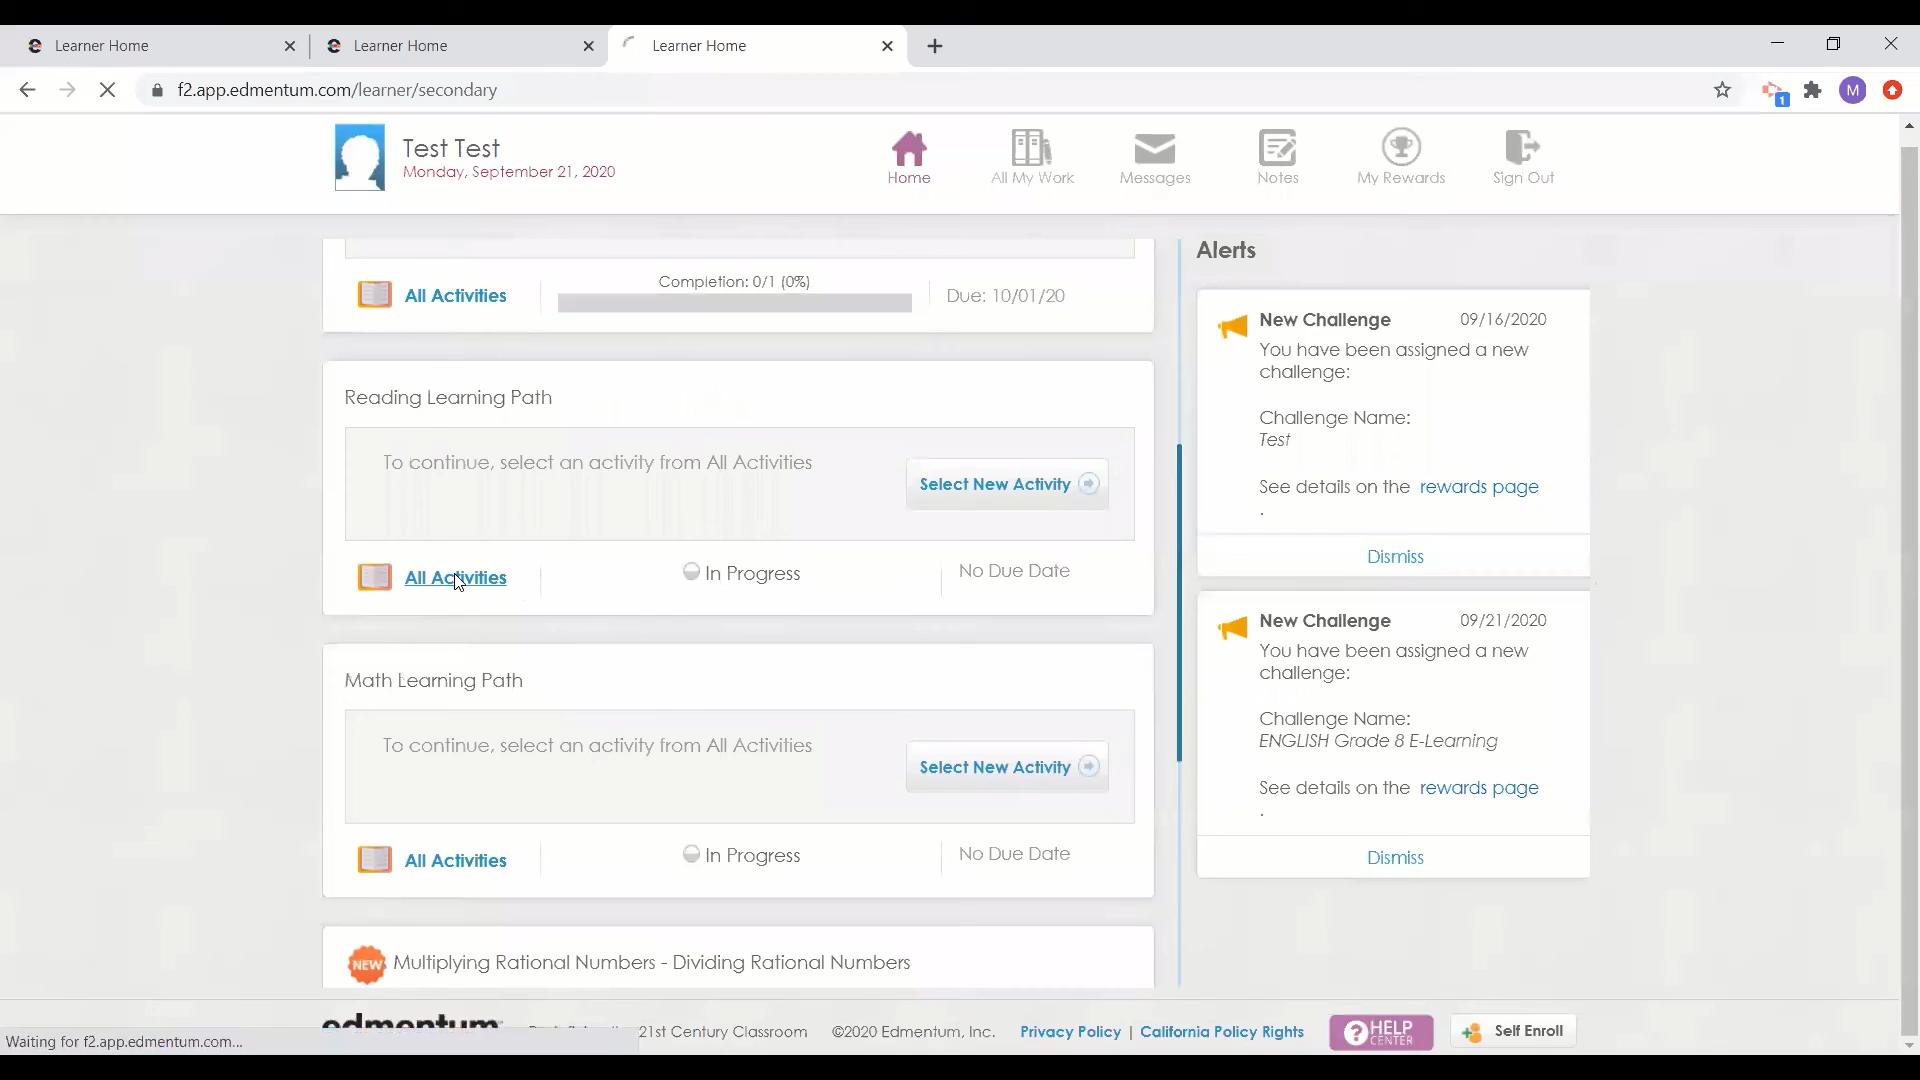 Learner Home
Learner Home
Learner Home
f2.app.edmentum.com/learner/secondary
1
M
Test Test
Monday, September 21, 2020
Home
All My Work
Messages
Notes
My Rewards
Sign Out
All Activities
Completion: 0/1 (0%)
Due: 10/01/20
Reading Learning Path
To continue, select an activity from All Activities
Select New Activity
All Activities
In Progress
No Due Date
Math Learning Path
To continue, select an activity from All Activities
Select New Activity
All Activities
In Progress
No Due Date
NEW
Multiplying Rational Numbers - Dividing Rational Numbers
Alerts
New Challenge
09/16/2020
You have been assigned a new
challenge:
Challenge Name:
Test
See details on the rewards page
.
Dismiss
New Challenge
09/21/2020
You have been assigned a new
challenge:
Challenge Name:
ENGLISH Grade 8 E-Learning
See details on the rewards page
.
Dismiss
edmentum
21st Century Classroom
©2020 Edmentum, Inc.
Privacy Policy | California Policy Rights
HELP
CENTER
Self Enroll
Waiting for f2.app.edmentum.com...